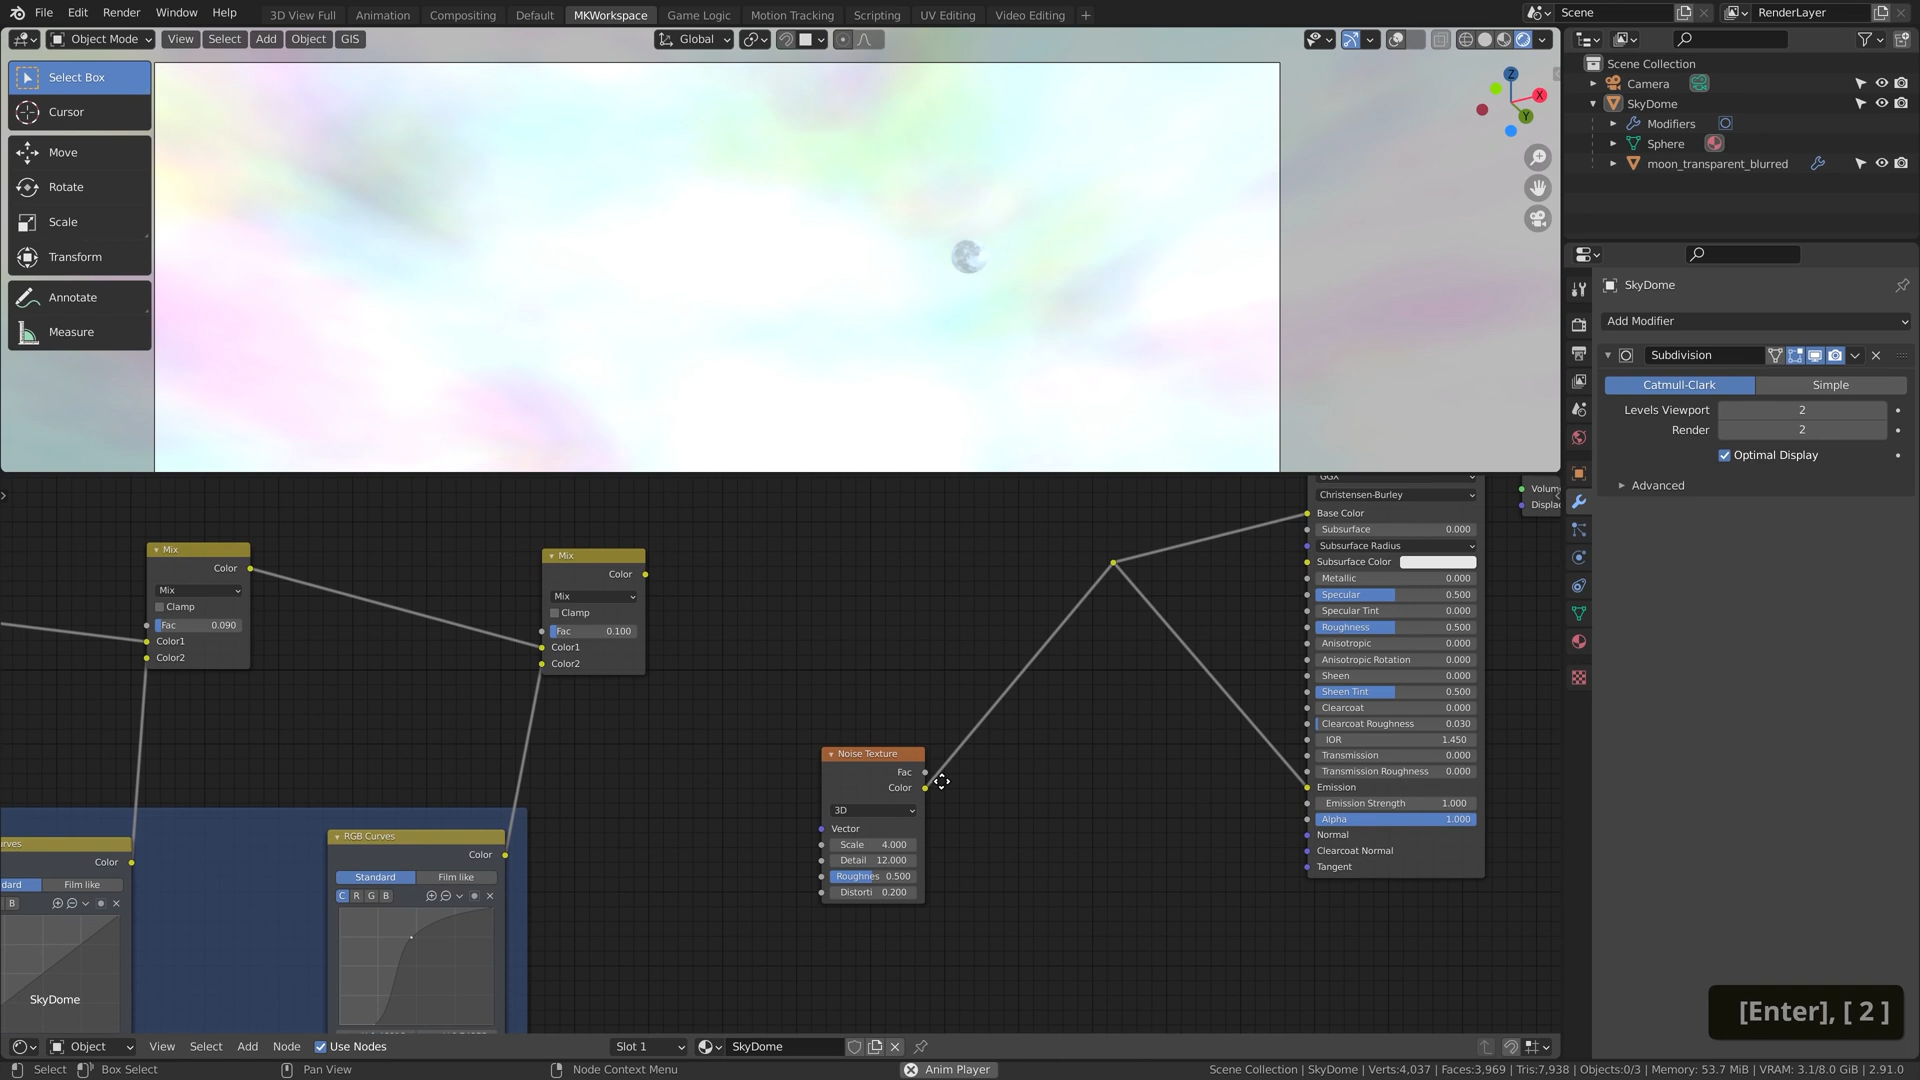 File Edit Render Window Help
3D View Full Animation Compositing Default MKWorkspace Game Logic Motion Tracking Scripting UV Editing Video Editing +
Scene
RenderLayer
Object Mode View Select Add Object GIS
Global
Select Box
Cursor
Move
Rotate
Scale
Transform
Annotate
Measure
Z
X
Y
Scene Collection
Camera
SkyDome
Modifiers
Sphere
moon_transparent_blurred
SkyDome
Add Modifier
Subdivision
Catmull-Clark Simple
Levels Viewport 2
Render 2
Optimal Display
Advanced
Mix
Color
Mix
Clamp
Fac 0.090
Color1
Color2
Mix
Color
Mix
Clamp
Fac 0.100
Color1
Color2
Noise Texture
Fac
Color
3D
Vector
Scale 4.000
Detail 12.000
Roughnes 0.500
Distorti 0.200
GGX
Christensen-Burley
Base Color
Subsurface 0.000
Subsurface Radius
Subsurface Color
Metallic 0.000
Specular 0.500
Specular Tint 0.000
Roughness 0.500
Anisotropic 0.000
Anisotropic Rotation 0.000
Sheen 0.000
Sheen Tint 0.500
Clearcoat 0.000
Clearcoat Roughness 0.030
IOR 1.450
Transmission 0.000
Transmission Roughness 0.000
Emission
Emission Strength 1.000
Alpha 1.000
Normal
Clearcoat Normal
Tangent
Volum
Displac
urves
Color
dard Film like
B
SkyDome
RGB Curves
Color
Standard Film like
C R G B
[Enter], [ 2 ]
Object View Select Add Node Use Nodes
Slot 1
SkyDome
Select Box Select Pan View Node Context Menu Anim Player
Scene Collection | SkyDome | Verts:4,037 | Faces:3,969 | Tris:7,938 | Objects:0/3 | Memory: 53.7 MiB | VRAM: 3.1/8.0 GiB | 2.91.0